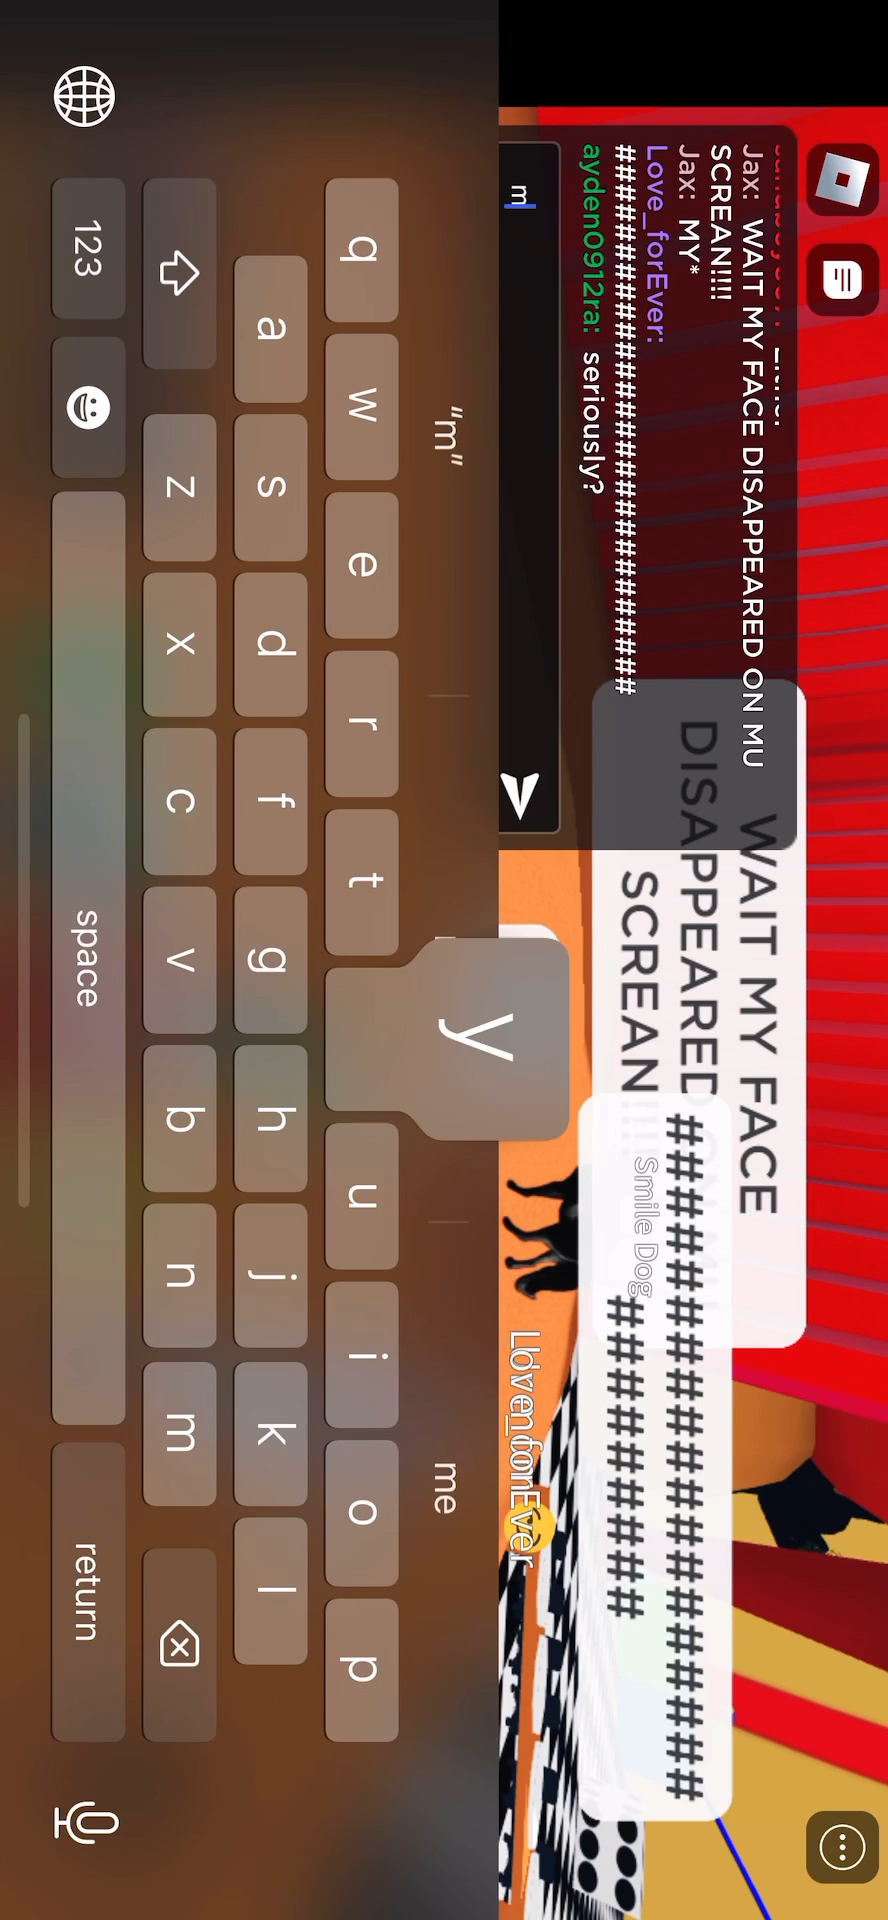 Jax: WAIT MY FACE DISAPPEARED ON MU
SCREAN!!!!
Jax: MY*
Love_forEver:
##################################
ayden0912ra: seriously?
m
WAIT MY FACE
DISAPPEARED ON MU
SCREAN!!!!
#######################
Smile Dog
###########
"m"
me
q w e r t y u i o p
a s d f g h j k l
z x c v b n m
123 space return